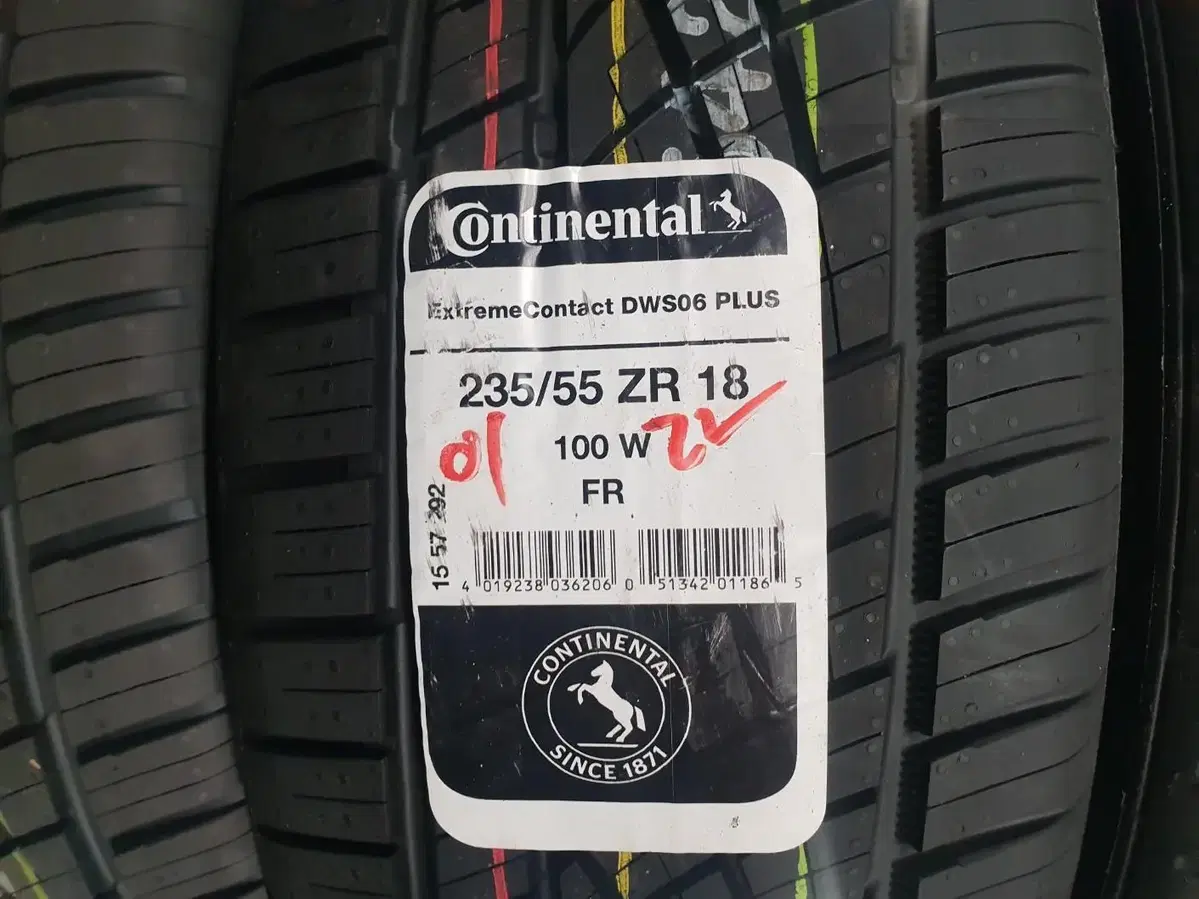 Continental
ExtremeContact DWS06 PLUS
235/55 ZR 18
01
100 W
22
FR
15 57 292
4 019238 036206
0 51342 01186 5
CONTINENTAL
SINCE 1871